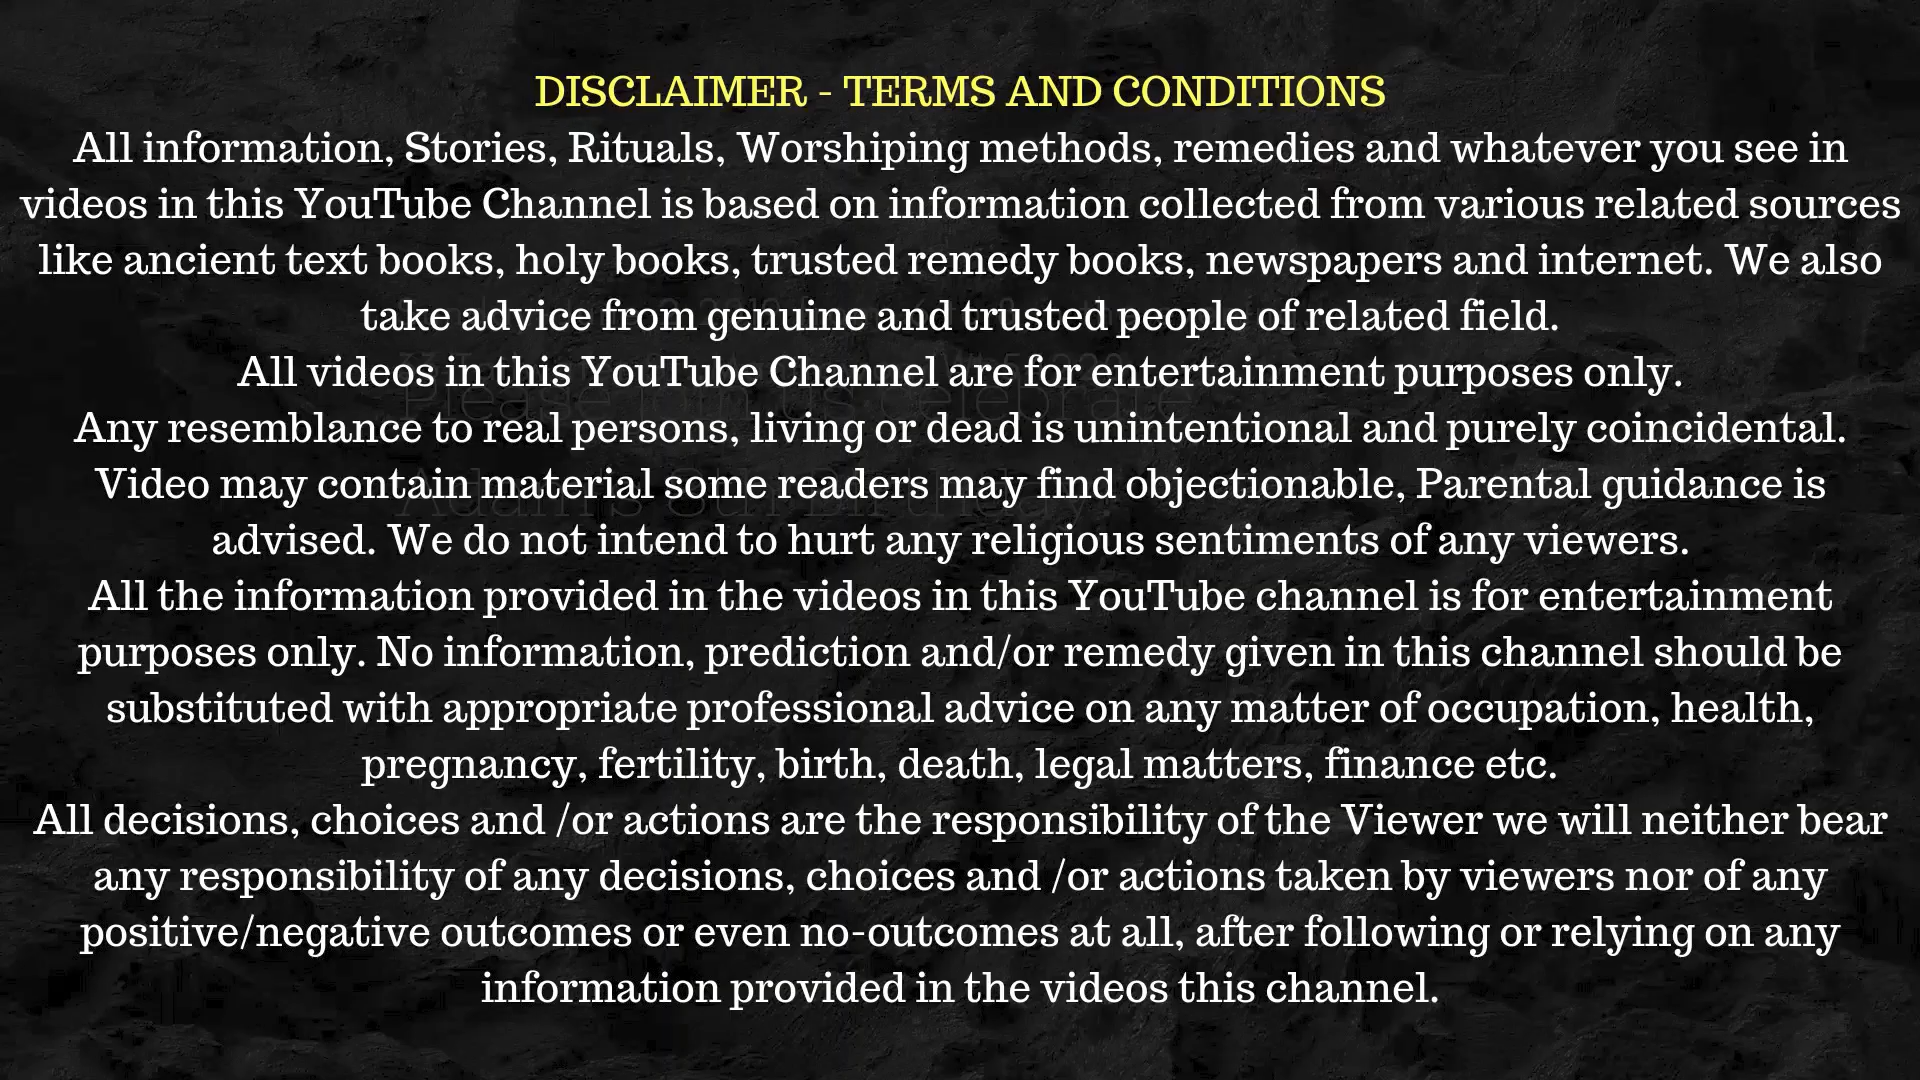 DISCLAIMER - TERMS AND CONDITIONS
All information, Stories, Rituals, Worshiping methods, remedies and whatever you see in
videos in this YouTube Channel is based on information collected from various related sources
like ancient text books, holy books, trusted remedy books, newspapers and internet. We also
take advice from genuine and trusted people of related field.
All videos in this YouTube Channel are for entertainment purposes only.
Please join us celebrate
Any resemblance to real persons, living or dead is unintentional and purely coincidental.
Video may contain material some readers may find objectionable, Parental guidance is
Adam's 8th Birthday
advised. We do not intend to hurt any religious sentiments of any viewers.
All the information provided in the videos in this YouTube channel is for entertainment
purposes only. No information, prediction and/or remedy given in this channel should be
substituted with appropriate professional advice on any matter of occupation, health,
pregnancy, fertility, birth, death, legal matters, finance etc.
All decisions, choices and /or actions are the responsibility of the Viewer we will neither bear
any responsibility of any decisions, choices and /or actions taken by viewers nor of any
positive/negative outcomes or even no-outcomes at all, after following or relying on any
information provided in the videos this channel.